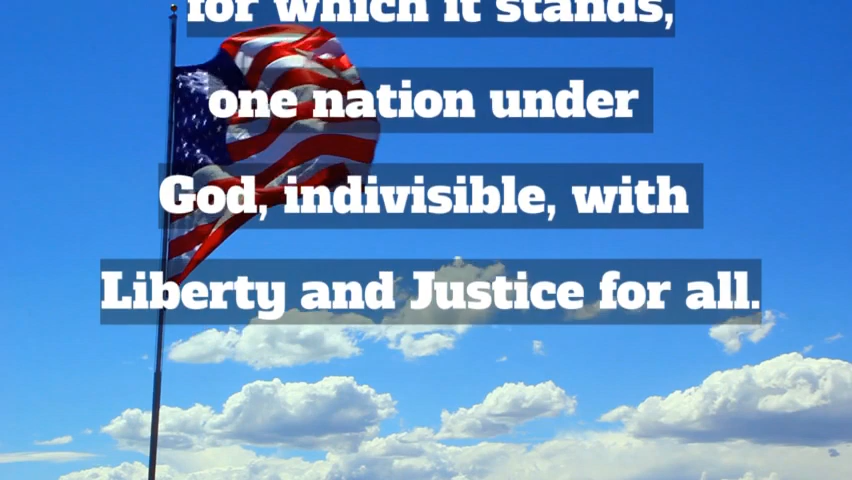 for which it stands,
one nation under
God, indivisible, with
Liberty and Justice for all.